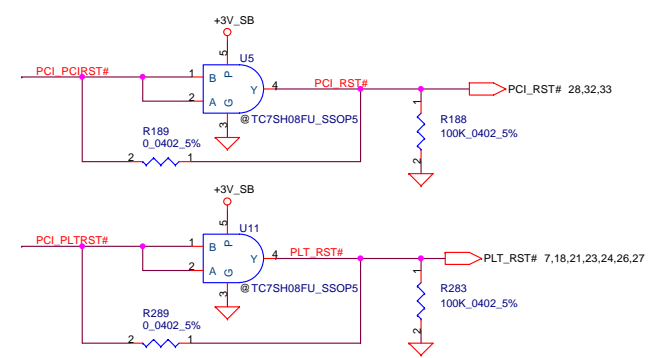 +3V_SB
5
U5
PCI_PCIRST#
1
B
P
Y
4
PCI_RST#
PCI_RST# 28,32,33
2
A
G
3
@TC7SH08FU_SSOP5
1
R188
100K_0402_5%
2
R189
0_0402_5%
2
1
+3V_SB
5
U11
PCI_PLTRST#
1
B
P
Y
4
PLT_RST#
PLT_RST# 7,18,21,23,24,26,27
2
A
G
3
@TC7SH08FU_SSOP5
1
R283
100K_0402_5%
2
R289
0_0402_5%
2
1